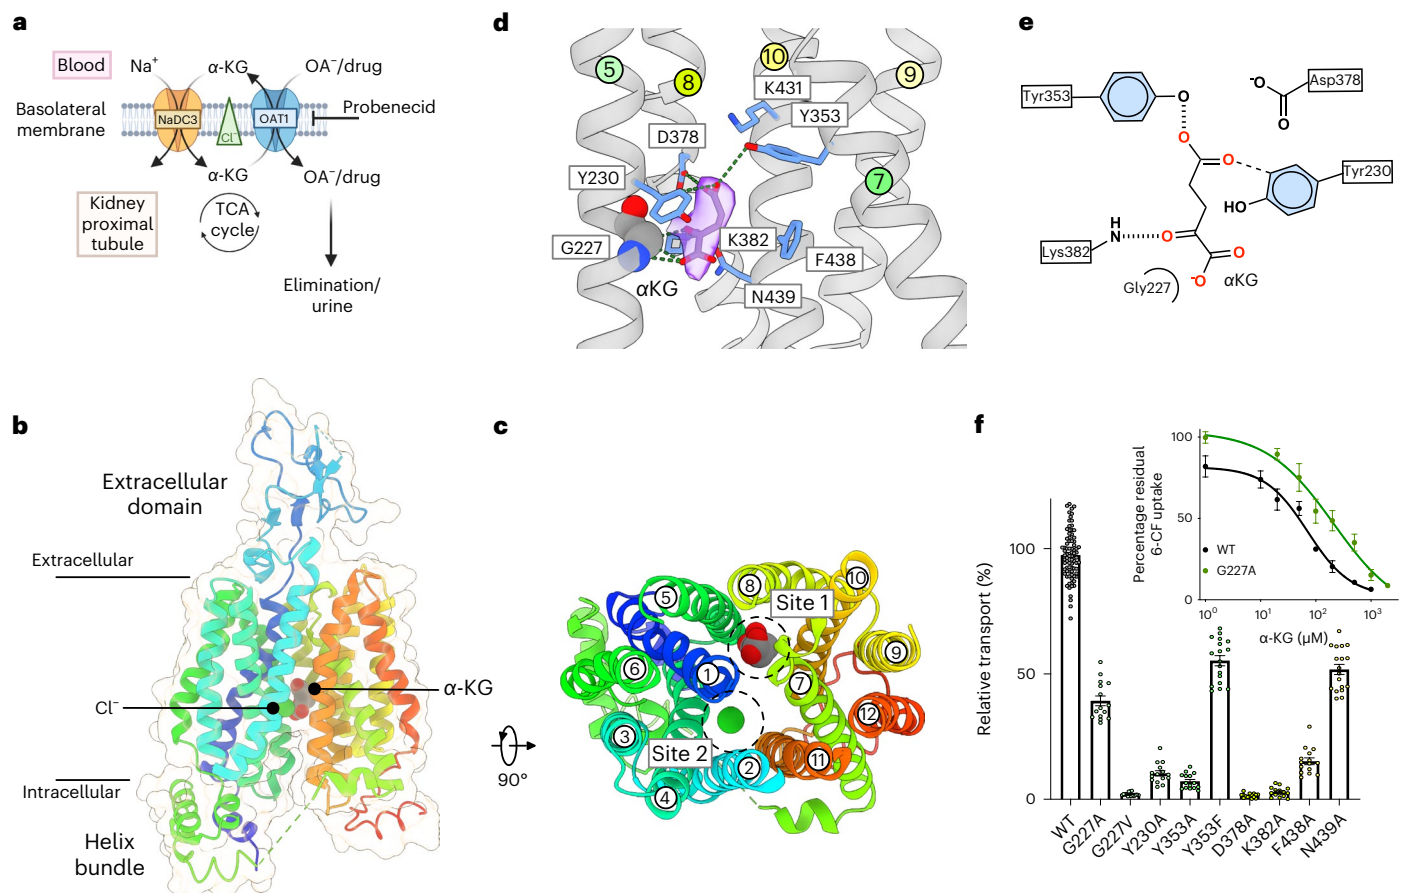 a
Blood
Na⁺
α-KG
OA⁻/drug
Basolateral
membrane
NaDC3
Cl⁻
OAT1
Probenecid
α-KG
OA⁻/drug
Kidney
proximal
tubule
TCA
cycle
Elimination/
urine
d
5
8
10
9
7
K431
Y353
D378
Y230
G227
K382
F438
N439
αKG
e
Tyr353
O
⁻O
O
Asp378
O
O
Tyr230
HO
Lys382
H
N
O
O
⁻O
Gly227
αKG
b
Extracellular
domain
Extracellular
α-KG
Cl⁻
Intracellular
Helix
bundle
90°
c
5
8
10
Site 1
6
1
7
9
3
Site 2
2
11
12
4
f
Relative transport (%)
100
50
0
WT
G227A
G227V
Y230A
Y353A
Y353F
D378A
K382A
F438A
N439A
Percentage residual
6-CF uptake
100
50
0
WT
G227A
10⁰
10¹
10²
10³
α-KG (μM)